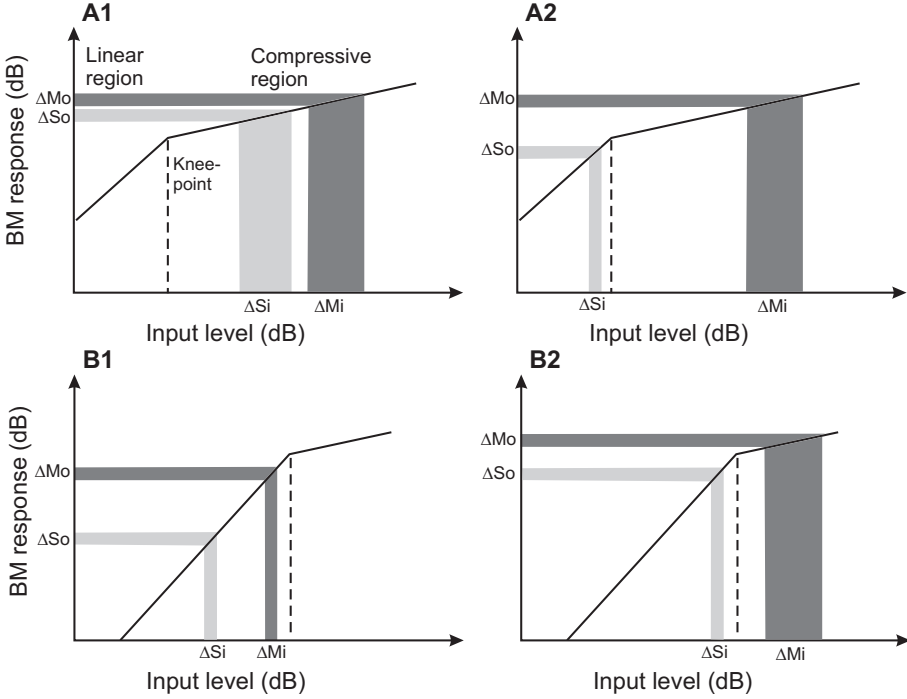 A1
Linear region
Compressive region
BM response (dB)
ΔMo
ΔSo
Knee-
point
ΔSi
ΔMi
Input level (dB)
A2
ΔMo
ΔSo
ΔSi
ΔMi
Input level (dB)
B1
BM response (dB)
ΔMo
ΔSo
ΔSi
ΔMi
Input level (dB)
B2
ΔMo
ΔSo
ΔSi
ΔMi
Input level (dB)